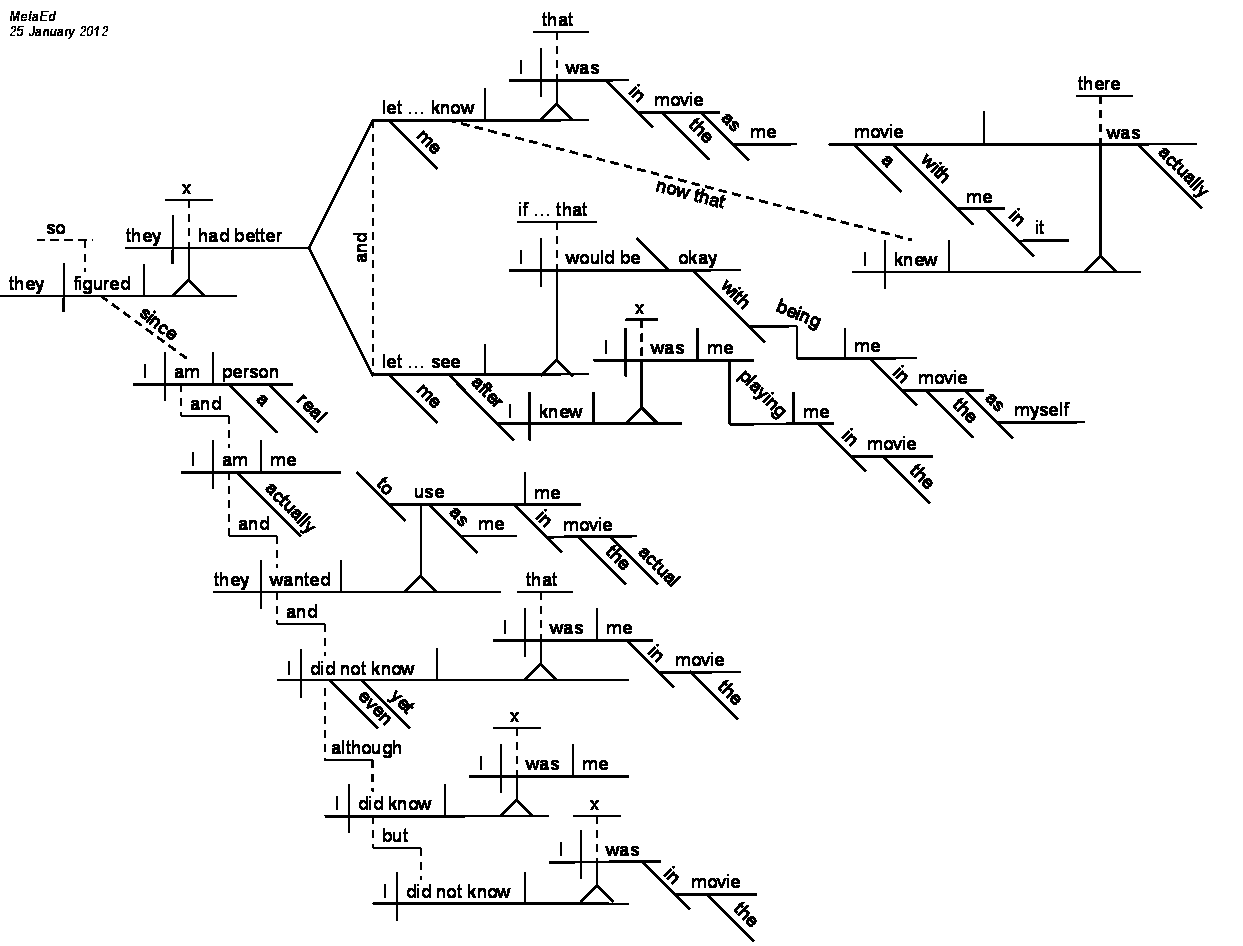 MelaEd
25 January 2012
that
I was
in movie
the
as
me
let ... know
me
now that
there
movie was
a
with
me
in it
actually
I knew
x
they had better
and
so
they figured
since
if ... that
I would be okay
with
being
me
in movie
the
as
myself
let ... see
me
after
I knew
x
I was me
playing
me
in movie
the
I am person
a
real
and
I am me
actually
and
to use me
as
me
in movie
the
actual
they wanted
and
that
I was me
in movie
the
I did not know
even
yet
although
x
I was me
I did know
but
x
I was
in movie
the
I did not know